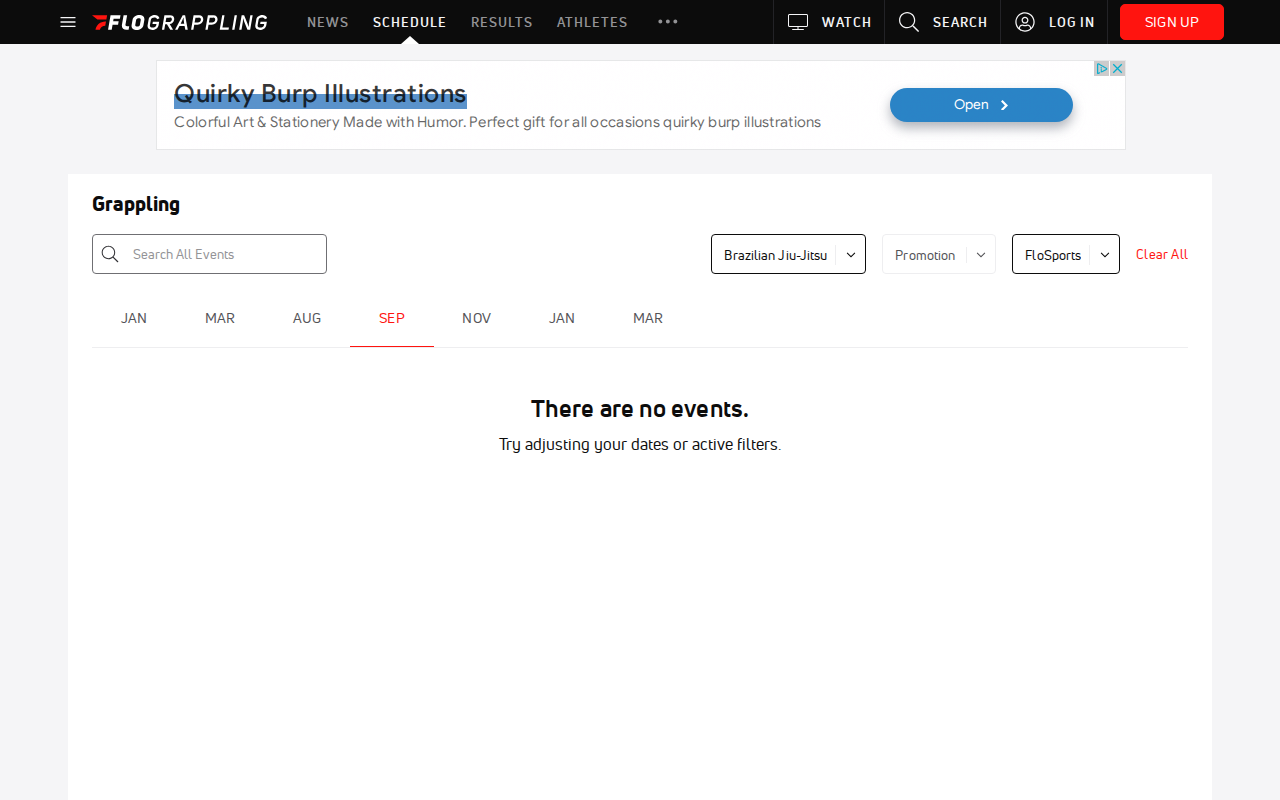 FLOGRAPPLING NEWS SCHEDULE RESULTS ATHLETES WATCH SEARCH LOG IN SIGN UP
Quirky Burp Illustrations
Colorful Art & Stationery Made with Humor. Perfect gift for all occasions quirky burp illustrations
Open
Grappling
Search All Events Brazilian Jiu-Jitsu Promotion FloSports Clear All
JAN MAR AUG SEP NOV JAN MAR
There are no events.
Try adjusting your dates or active filters.